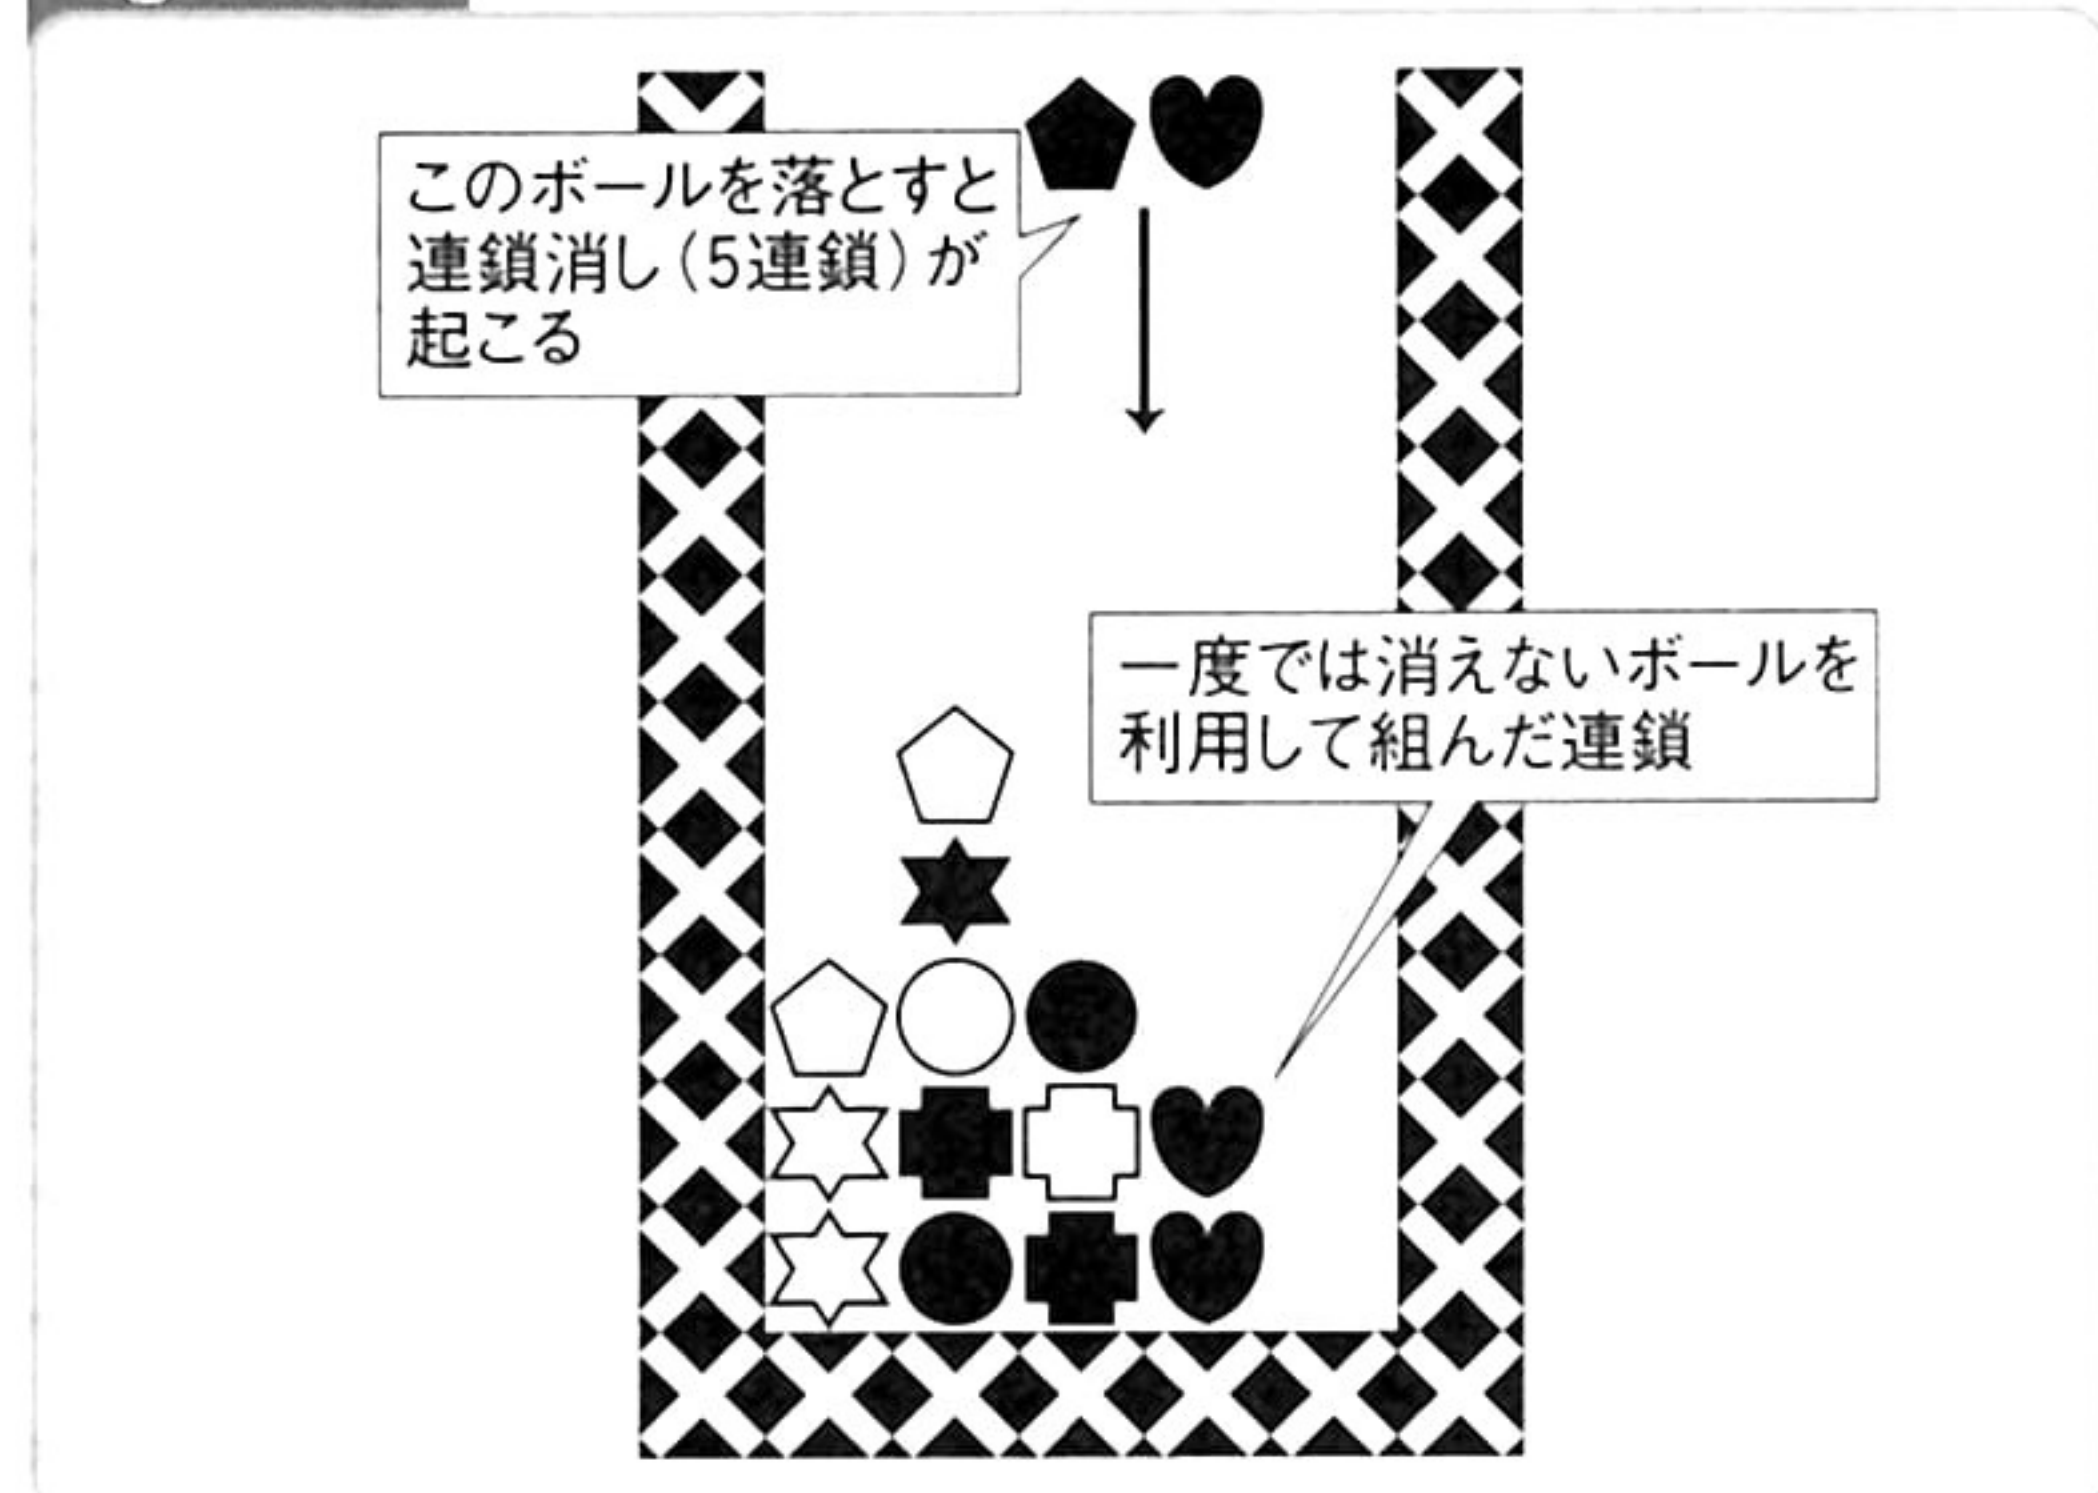 このボールを落とすと
連鎖消し（5連鎖）が
起こる
一度では消えないボールを
利用して組んだ連鎖